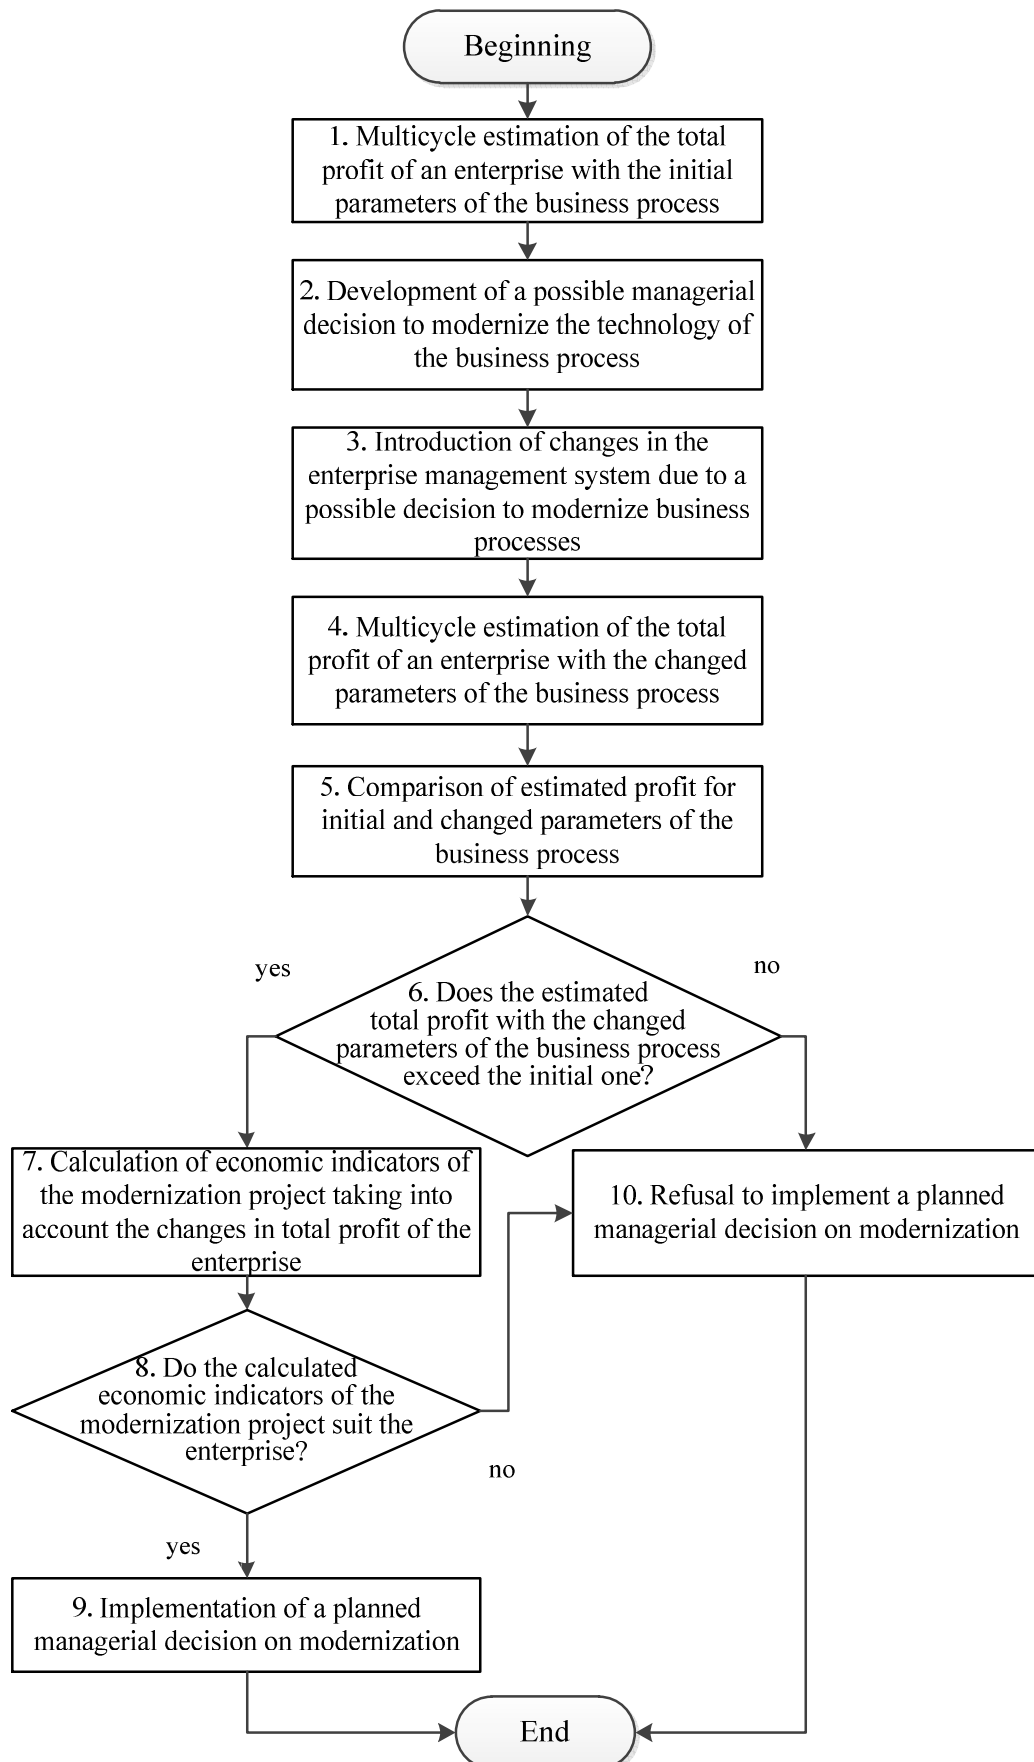 Beginning
1. Multicycle estimation of the total
profit of an enterprise with the initial
parameters of the business process
2. Development of a possible managerial
decision to modernize the technology of
the business process
3. Introduction of changes in the
enterprise management system due to a
possible decision to modernize business
processes
4. Multicycle estimation of the total
profit of an enterprise with the changed
parameters of the business process
5. Comparison of estimated profit for
initial and changed parameters of the
business process
yes
no
6. Does the estimated
total profit with the changed
parameters of the business process
exceed the initial one?
7. Calculation of economic indicators of
the modernization project taking into
account the changes in total profit of the
enterprise
10. Refusal to implement a planned
managerial decision on modernization
8. Do the calculated
economic indicators of the
modernization project suit the
enterprise?
no
yes
9. Implementation of a planned
managerial decision on modernization
End